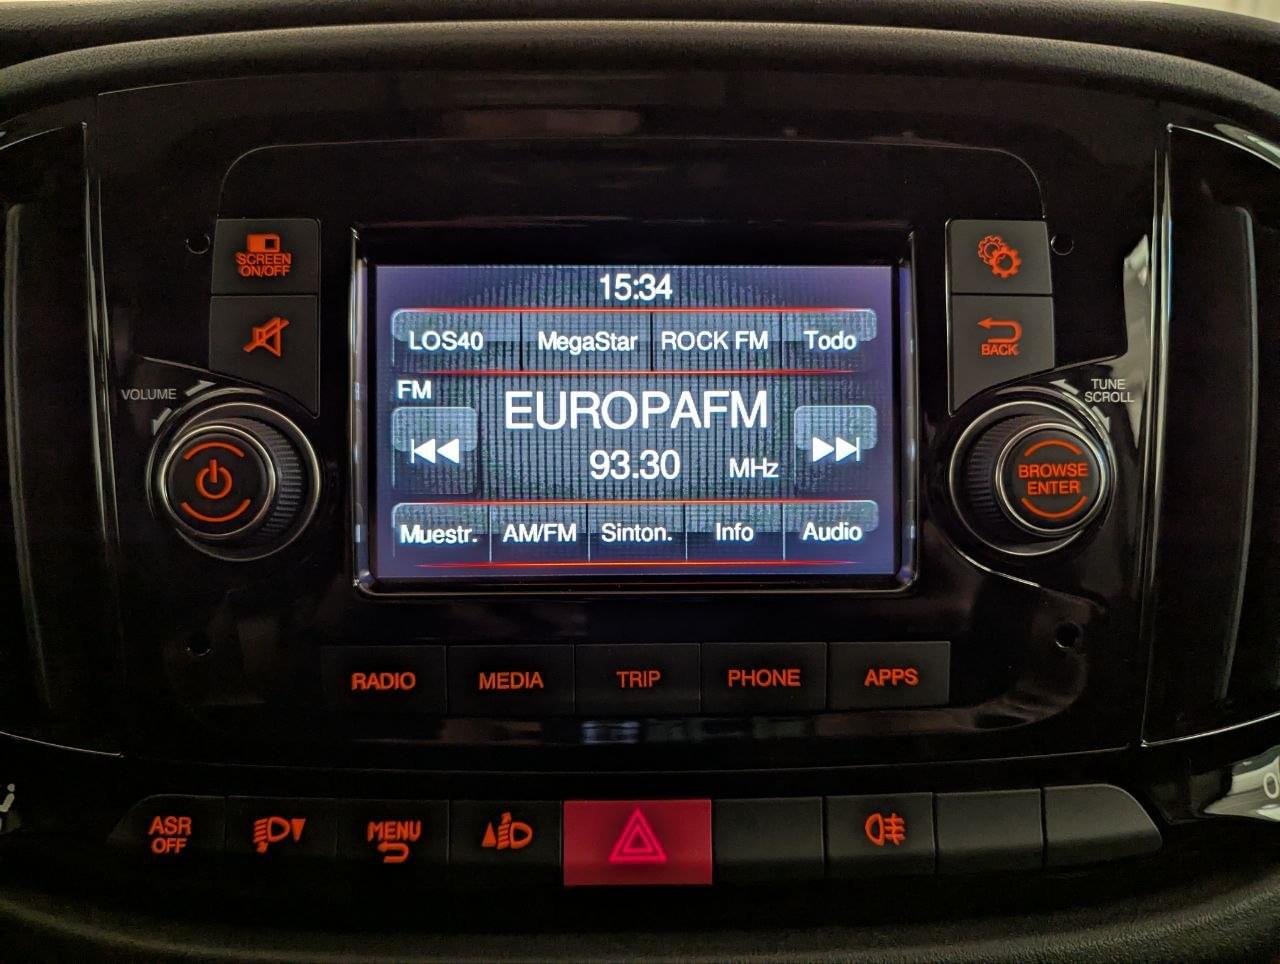 SCREEN
ON/OFF
VOLUME
15:34
LOS40 MegaStar ROCK FM Todo
FM
EUROPAFM
93.30 MHz
Muestr. AM/FM Sinton. Info Audio
BACK
TUNE
SCROLL
BROWSE
ENTER
RADIO MEDIA TRIP PHONE APPS
ASR
OFF
MENU